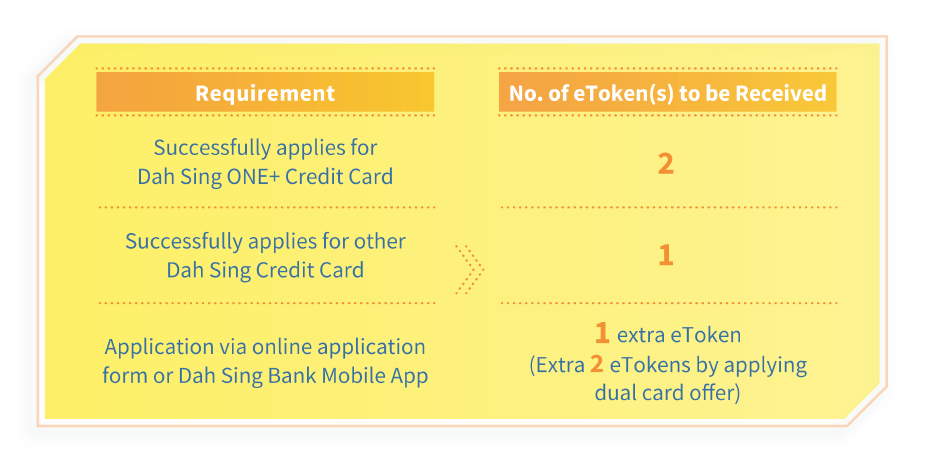 Requirement
No. of eToken(s) to be Received
Successfully applies for
Dah Sing ONE+ Credit Card
2
Successfully applies for other
Dah Sing Credit Card
1
Application via online application
form or Dah Sing Bank Mobile App
1 extra eToken
(Extra 2 eTokens by applying
dual card offer)